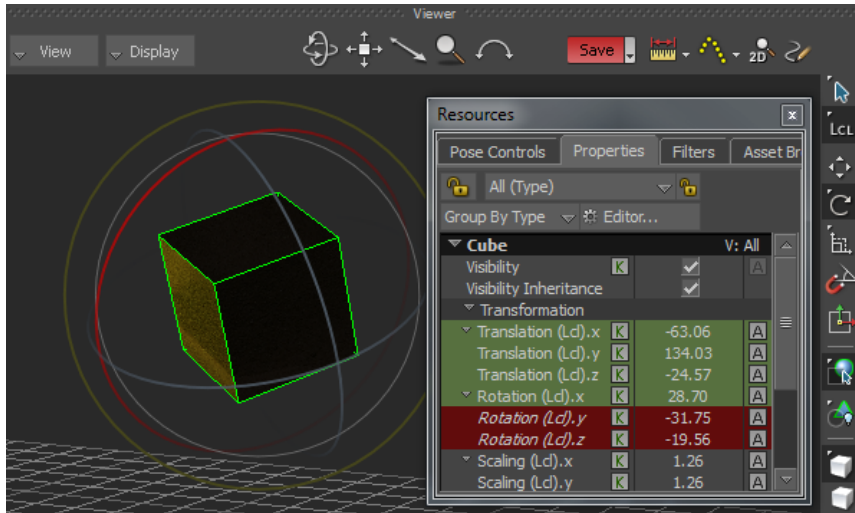 Viewer
View
Display
Save
2D
Resources
x
LCL
Pose Controls Properties Filters Asset Br
All (Type)
Group By Type Editor...
Cube V: All
Visibility K A
Visibility Inheritance
Transformation
Translation (Lcl).x K -63.06 A
Translation (Lcl).y K 134.03 A
Translation (Lcl).z K -24.57 A
Rotation (Lcl).x K 28.70 A
Rotation (Lcl).y K -31.75 A
Rotation (Lcl).z K -19.56 A
Scaling (Lcl).x K 1.26 A
Scaling (Lcl).y K 1.26 A